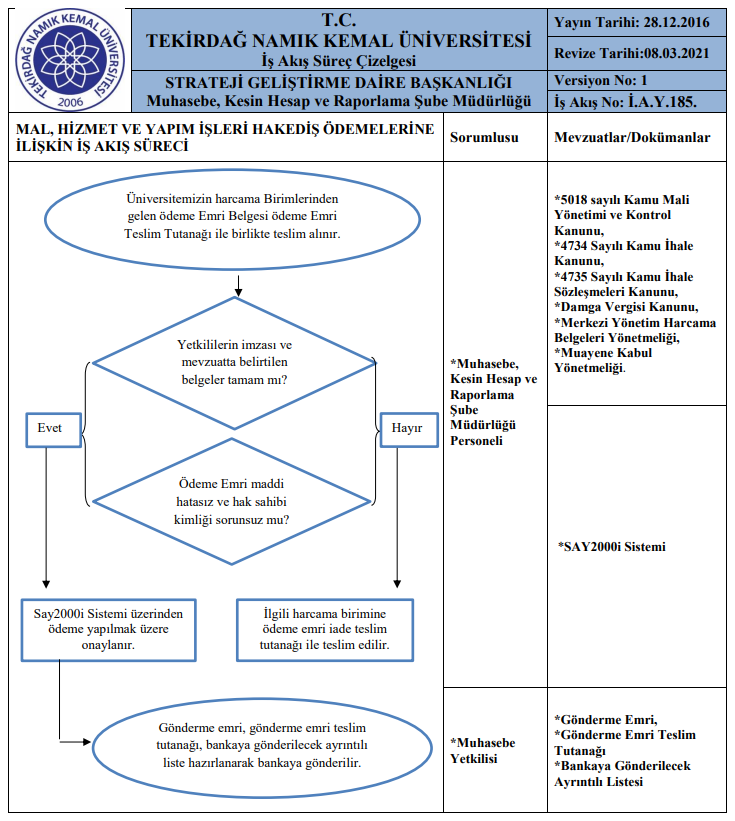 TEKİRDAĞ NAMIK KEMAL ÜNİVERSİTESİ
2006
T.C.
TEKİRDAĞ NAMIK KEMAL ÜNİVERSİTESİ
İş Akış Süreç Çizelgesi
STRATEJİ GELİŞTİRME DAİRE BAŞKANLIĞI
Muhasebe, Kesin Hesap ve Raporlama Şube Müdürlüğü
Yayın Tarihi: 28.12.2016
Revize Tarihi:08.03.2021
Versiyon No: 1
İş Akış No: İ.A.Y.185.
MAL, HİZMET VE YAPIM İŞLERİ HAKEDİŞ ÖDEMELERİNE
İLİŞKİN İŞ AKIŞ SÜRECİ
Sorumlusu
Mevzuatlar/Dokümanlar
Üniversitemizin harcama Birimlerinden
gelen ödeme Emri Belgesi ödeme Emri
Teslim Tutanağı ile birlikte teslim alınır.
Yetkililerin imzası ve
mevzuatta belirtilen
belgeler tamam mı?
Evet
Hayır
Ödeme Emri maddi
hatasız ve hak sahibi
kimliği sorunsuz mu?
Say2000i Sistemi üzerinden
ödeme yapılmak üzere
onaylanır.
İlgili harcama birimine
ödeme emri iade teslim
tutanağı ile teslim edilir.
Gönderme emri, gönderme emri teslim
tutanağı, bankaya gönderilecek ayrıntılı
liste hazırlanarak bankaya gönderilir.
*Muhasebe,
Kesin Hesap ve
Raporlama
Şube
Müdürlüğü
Personeli
*Muhasebe
Yetkilisi
*5018 sayılı Kamu Mali
Yönetimi ve Kontrol
Kanunu,
*4734 Sayılı Kamu İhale
Kanunu,
*4735 Sayılı Kamu İhale
Sözleşmeleri Kanunu,
*Damga Vergisi Kanunu,
*Merkezi Yönetim Harcama
Belgeleri Yönetmeliği,
*Muayene Kabul
Yönetmeliği.
*SAY2000i Sistemi
*Gönderme Emri,
*Gönderme Emri Teslim
Tutanağı
*Bankaya Gönderilecek
Ayrıntılı Listesi